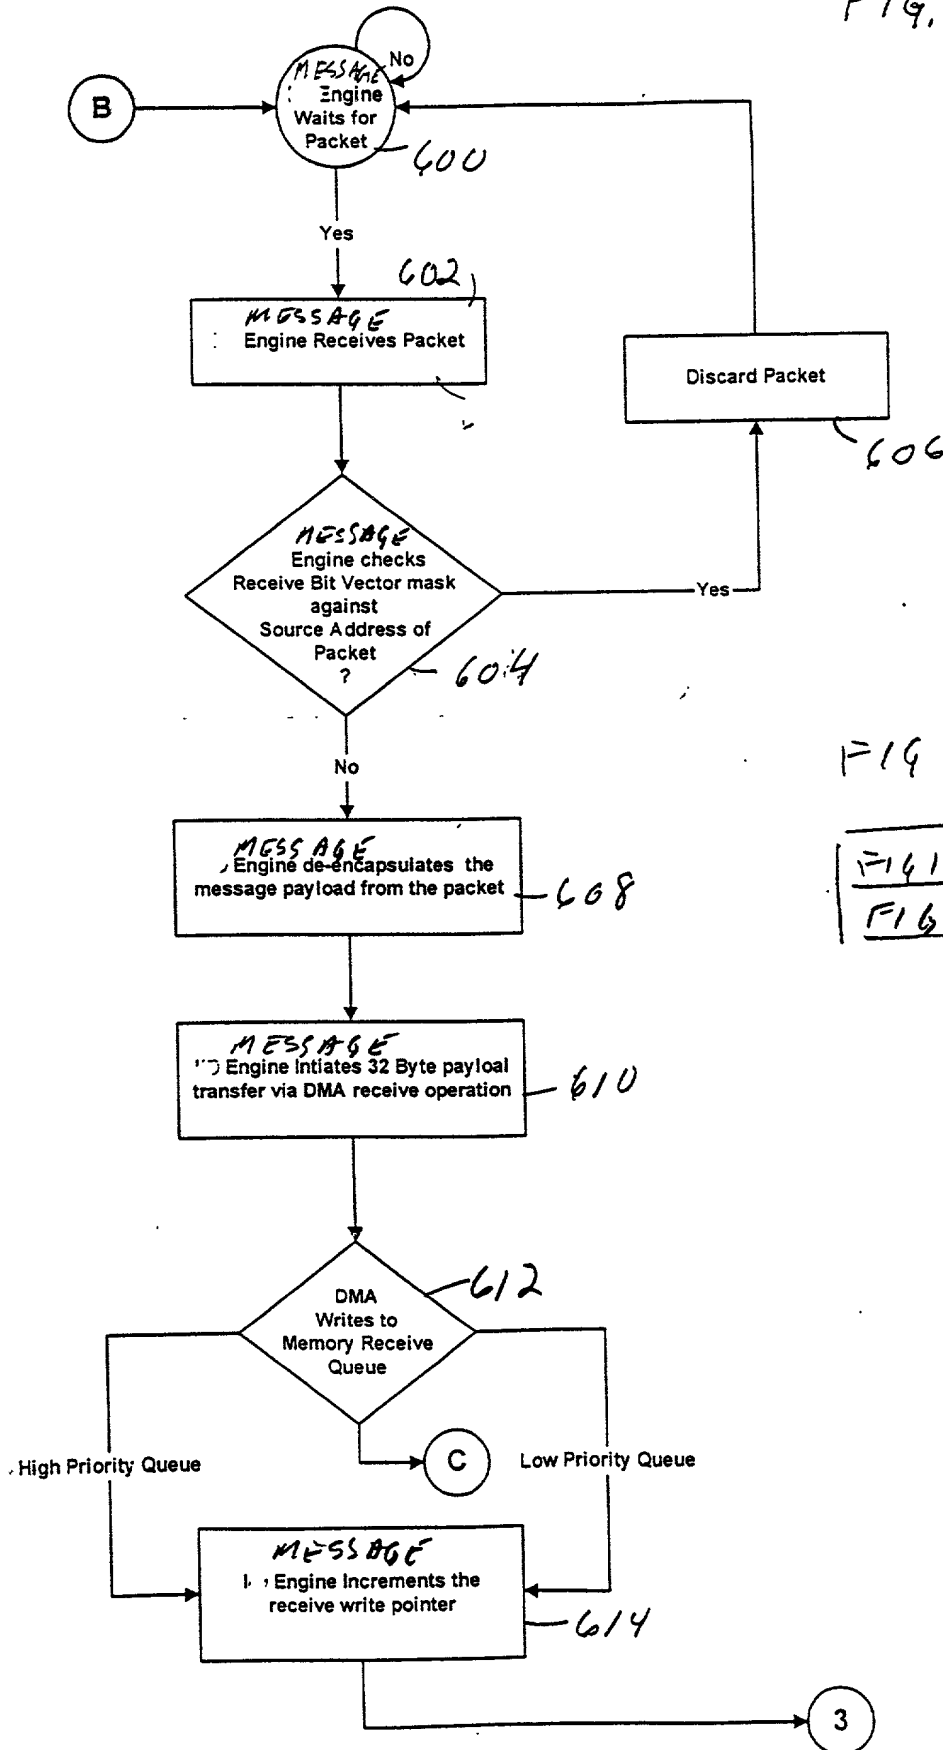 FIG.
No
MESSAGE
Engine
Waits for
Packet
600
B
Yes
602
MESSAGE
Engine Receives Packet
Discard Packet
606
MESSAGE
Engine checks
Receive Bit Vector mask
against
Source Address of
Packet
?
604
Yes
No
FIG
FIG
MESSAGE
Engine de-encapsulates the
message payload from the packet
608
MESSAGE
Engine Intiates 32 Byte payloal
transfer via DMA receive operation
610
612
DMA
Writes to
Memory Receive
Queue
High Priority Queue
C
Low Priority Queue
MESSAGE
Engine Increments the
receive write pointer
614
3